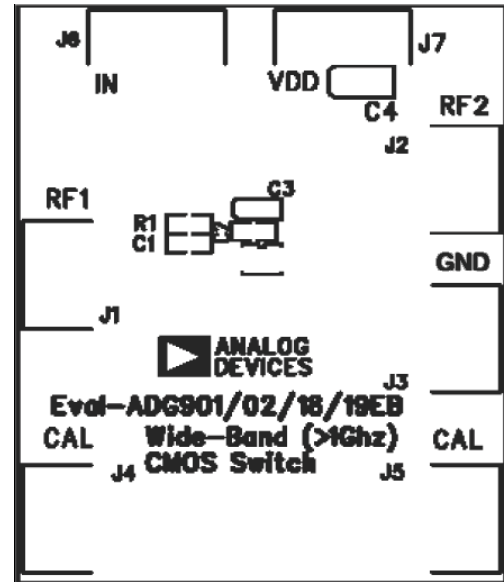 J6
J7
IN
VDD
C4
RF2
J2
C3
RF1
R1
C1
GND
J1
ANALOG
DEVICES
J3
Eval-ADG901/02/18/19EB
CAL
Wide-Band (>1Ghz)
CAL
J4
CMOS Switch
J5